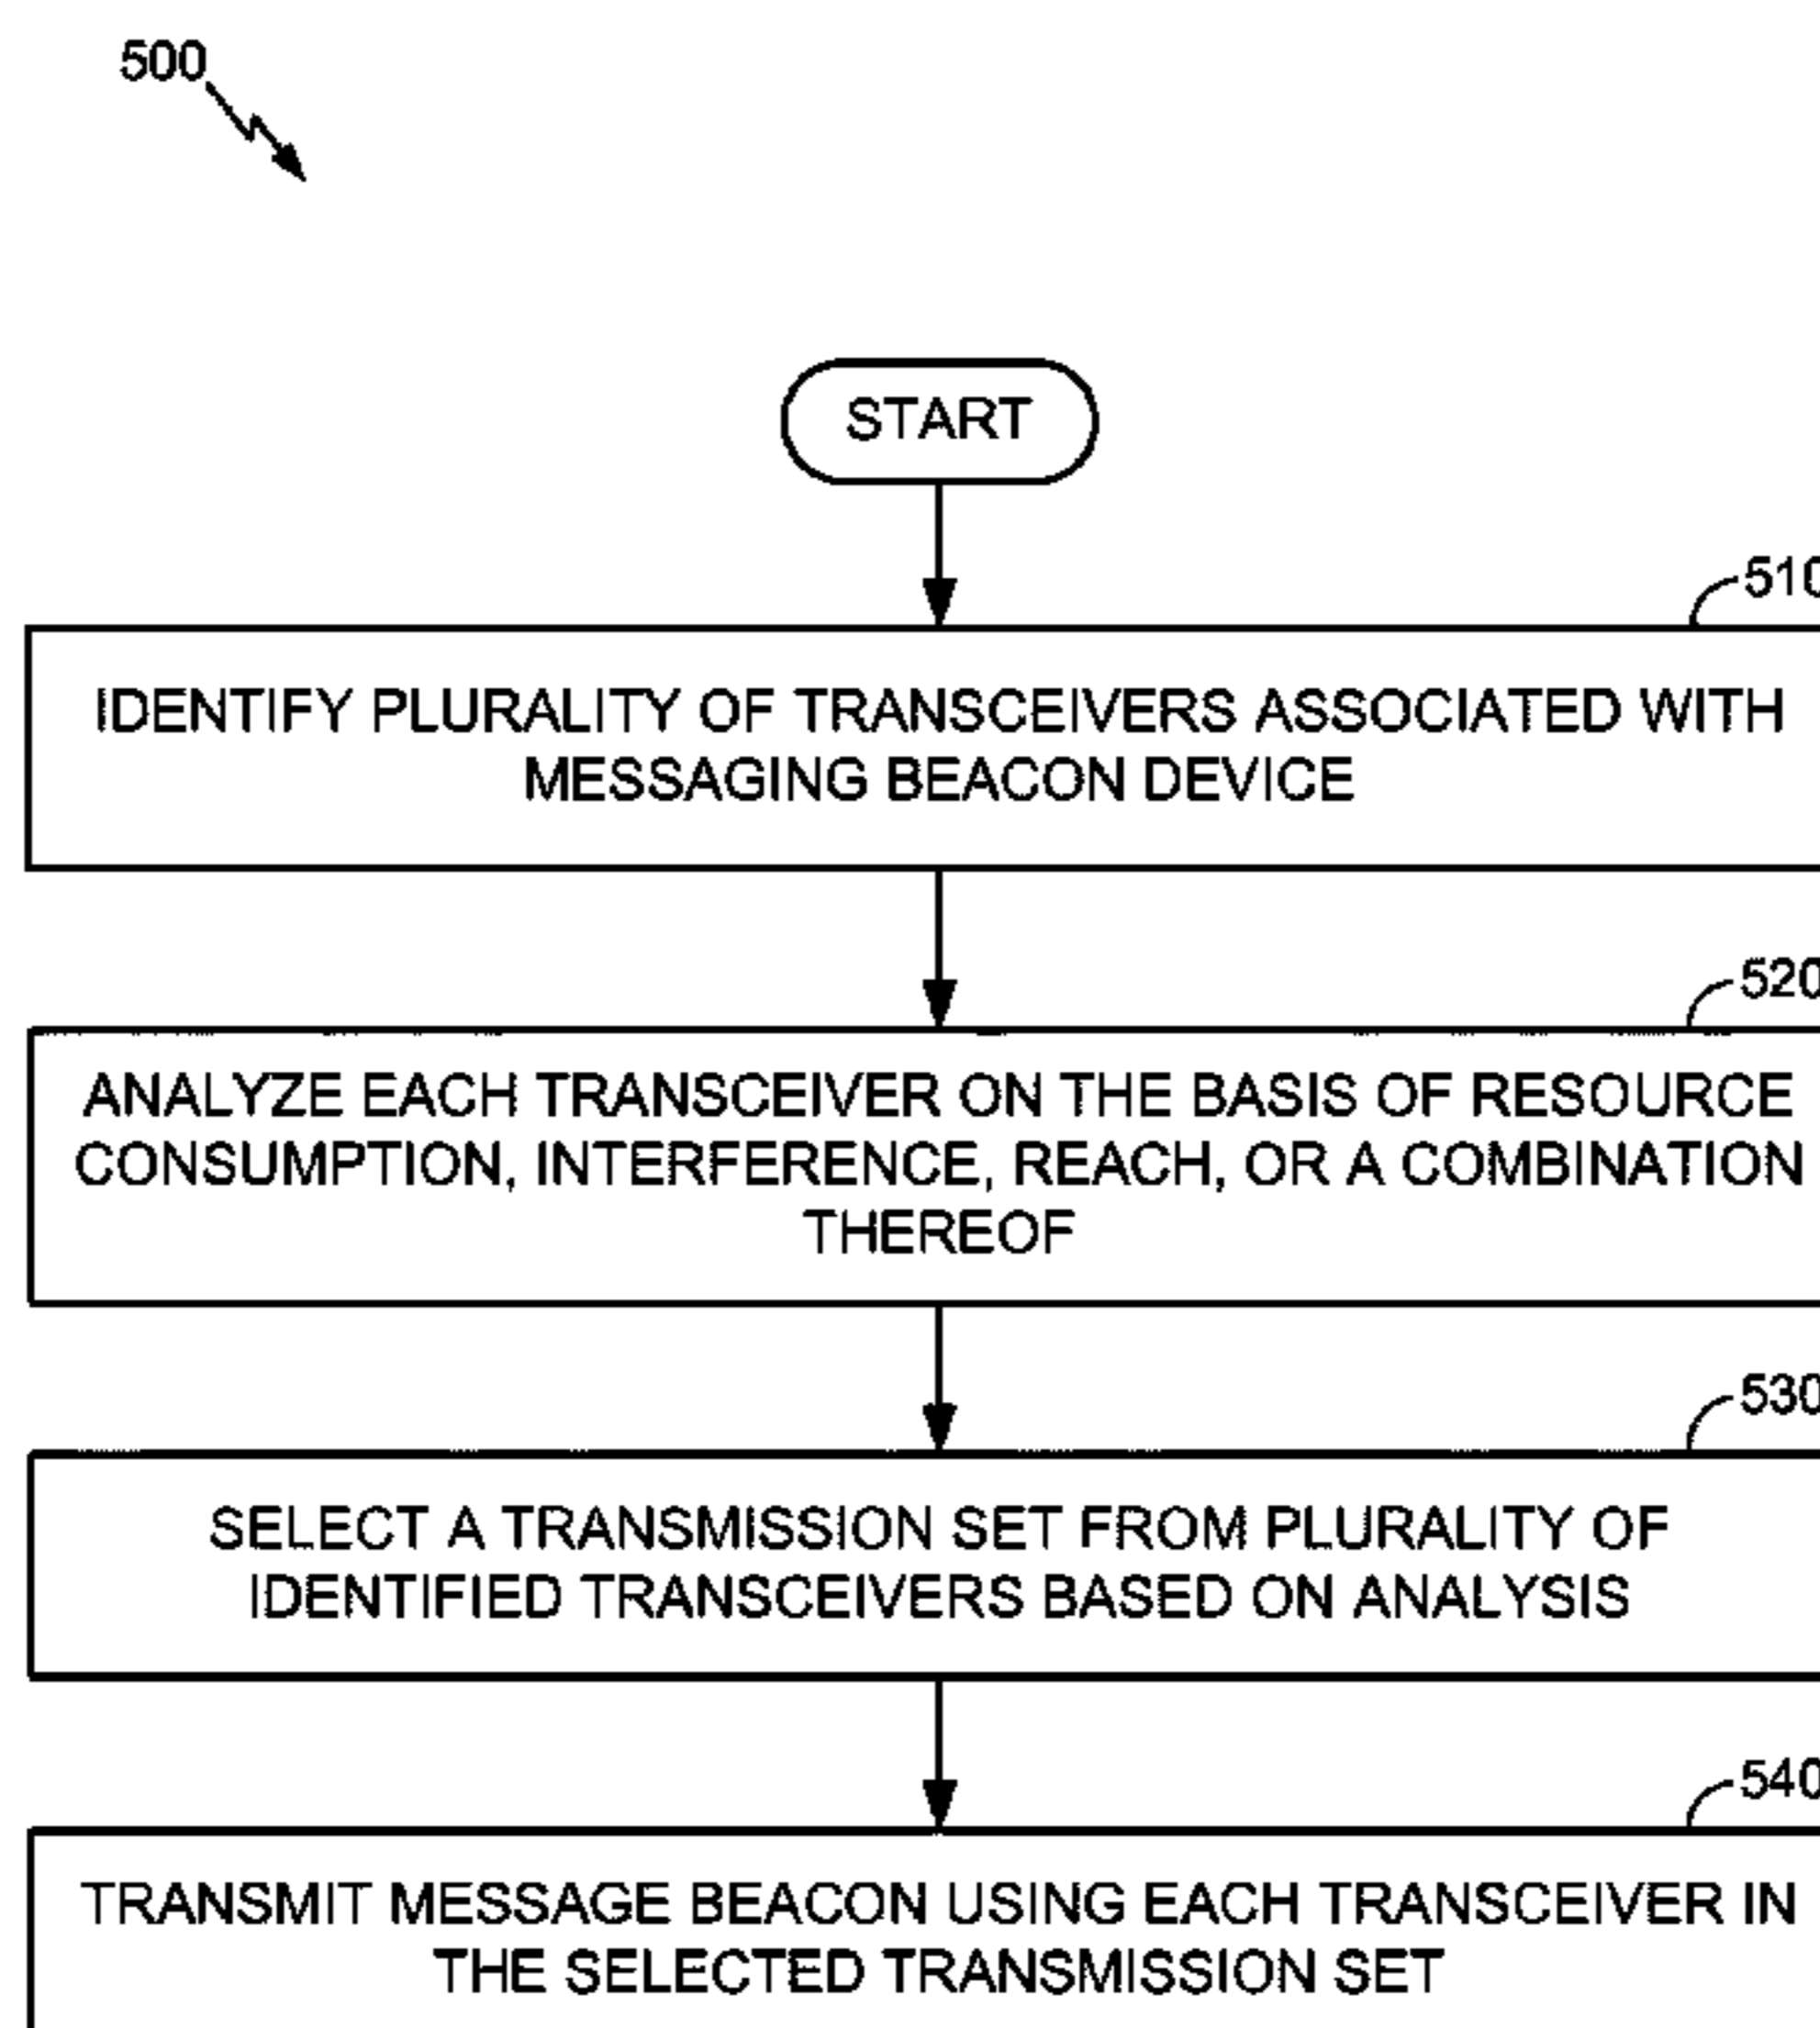 500
START
510
IDENTIFY PLURALITY OF TRANSCEIVERS ASSOCIATED WITH
MESSAGING BEACON DEVICE
520
ANALYZE EACH TRANSCEIVER ON THE BASIS OF RESOURCE
CONSUMPTION, INTERFERENCE, REACH, OR A COMBINATION
THEREOF
530
SELECT A TRANSMISSION SET FROM PLURALITY OF
IDENTIFIED TRANSCEIVERS BASED ON ANALYSIS
540
TRANSMIT MESSAGE BEACON USING EACH TRANSCEIVER IN
THE SELECTED TRANSMISSION SET